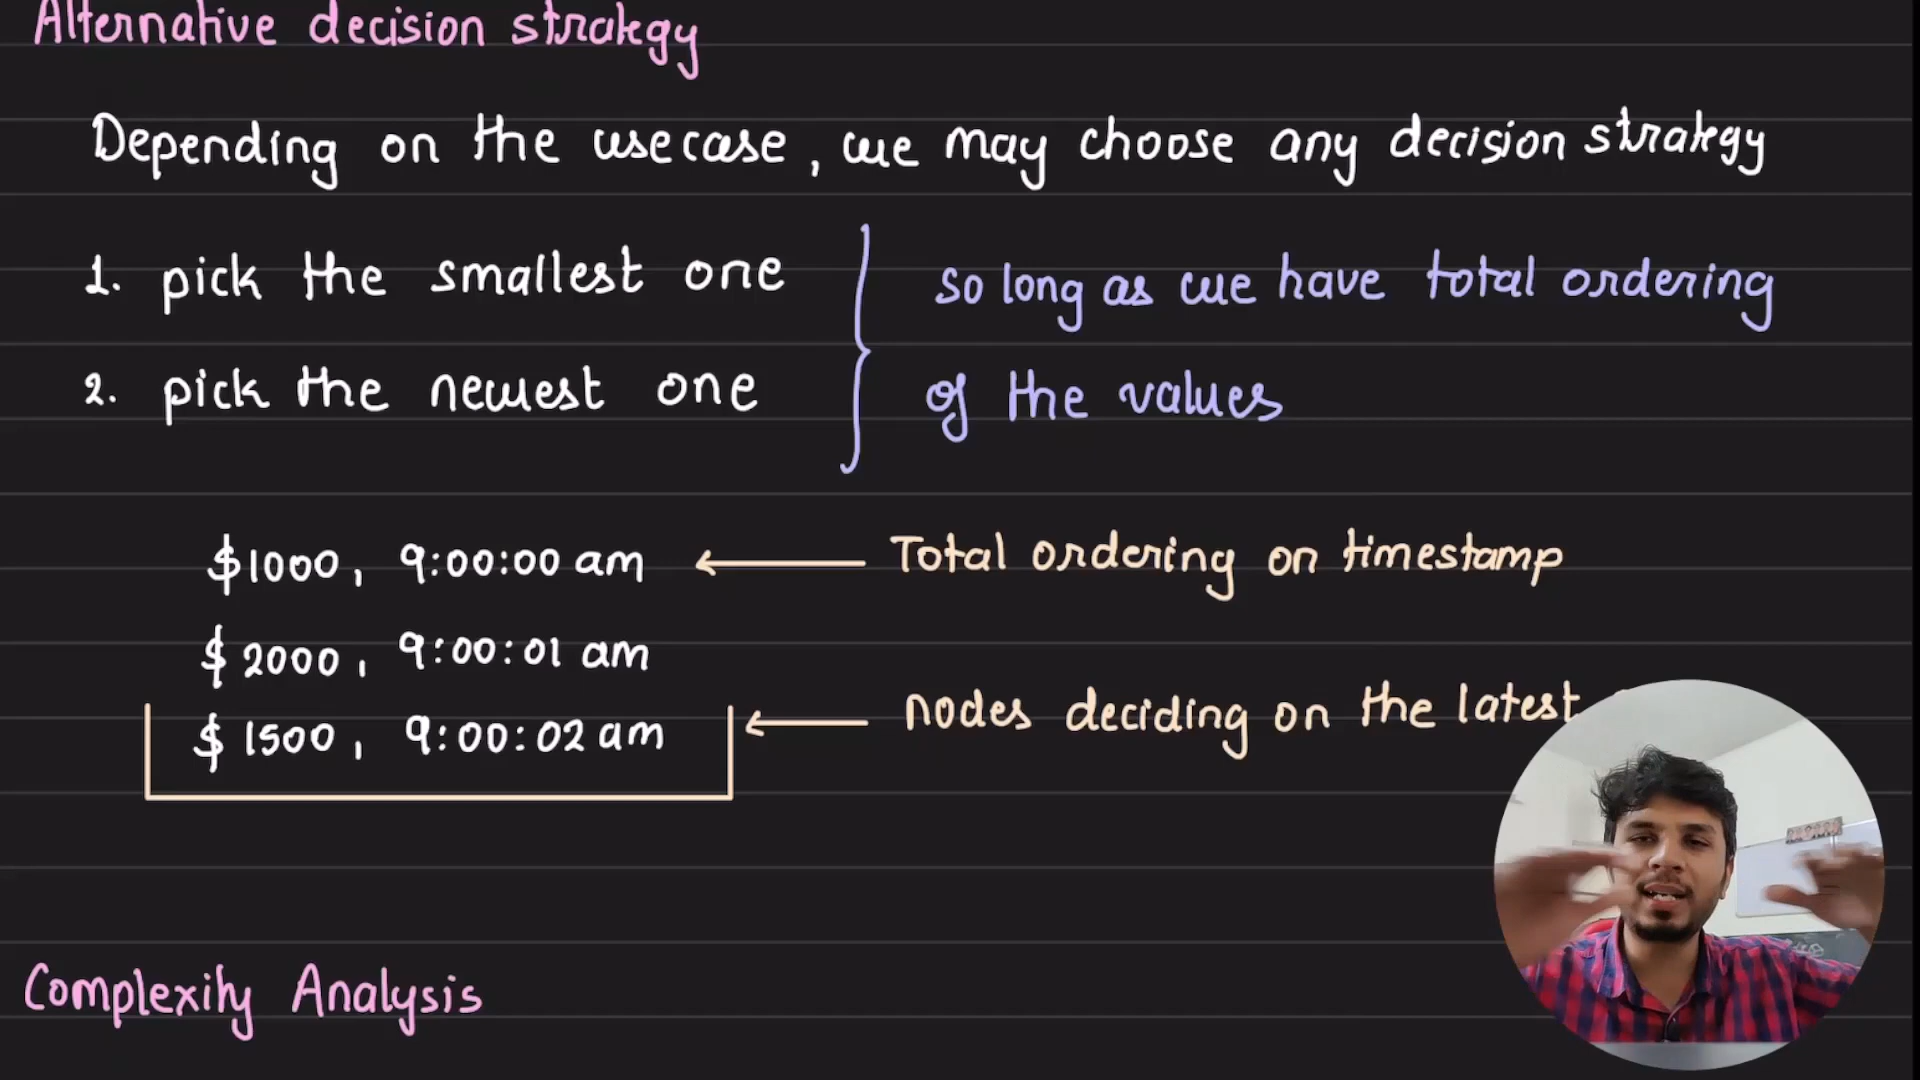 Alternative decision strategy
Depending on the usecase, we may choose any decision strategy
1. pick the smallest one
2. pick the newest one
so long as we have total ordering
of the values
$1000, 9:00:00 am ← Total ordering on timestamp
$2000, 9:00:01 am
$1500, 9:00:02 am ← nodes deciding on the latest
Complexity Analysis